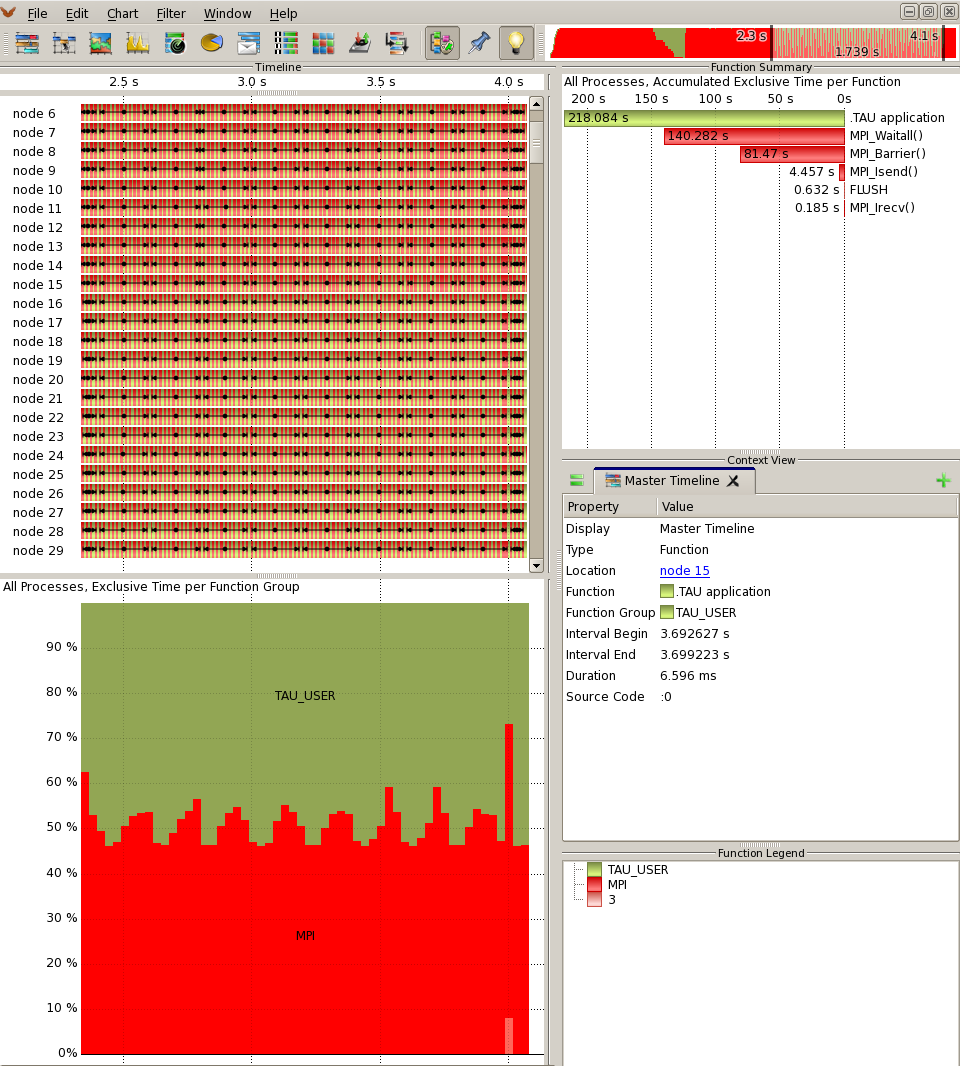 File Edit Chart Filter Window Help
2.3 s 4.1 s
1.739 s
Timeline
2.5 s 3.0 s 3.5 s 4.0 s
node 6
node 7
node 8
node 9
node 10
node 11
node 12
node 13
node 14
node 15
node 16
node 17
node 18
node 19
node 20
node 21
node 22
node 23
node 24
node 25
node 26
node 27
node 28
node 29
All Processes, Exclusive Time per Function Group
90 %
80 %
TAU_USER
70 %
60 %
50 %
40 %
30 %
MPI
20 %
10 %
0%
Function Summary
All Processes, Accumulated Exclusive Time per Function
200 s 150 s 100 s 50 s 0s
218.084 s .TAU application
140.282 s MPI_Waitall()
81.47 s MPI_Barrier()
4.457 s MPI_Isend()
0.632 s FLUSH
0.185 s MPI_Irecv()
Context View
Master Timeline
Property Value
Display Master Timeline
Type Function
Location node 15
Function .TAU application
Function Group TAU_USER
Interval Begin 3.692627 s
Interval End 3.699223 s
Duration 6.596 ms
Source Code :0
Function Legend
TAU_USER
MPI
3